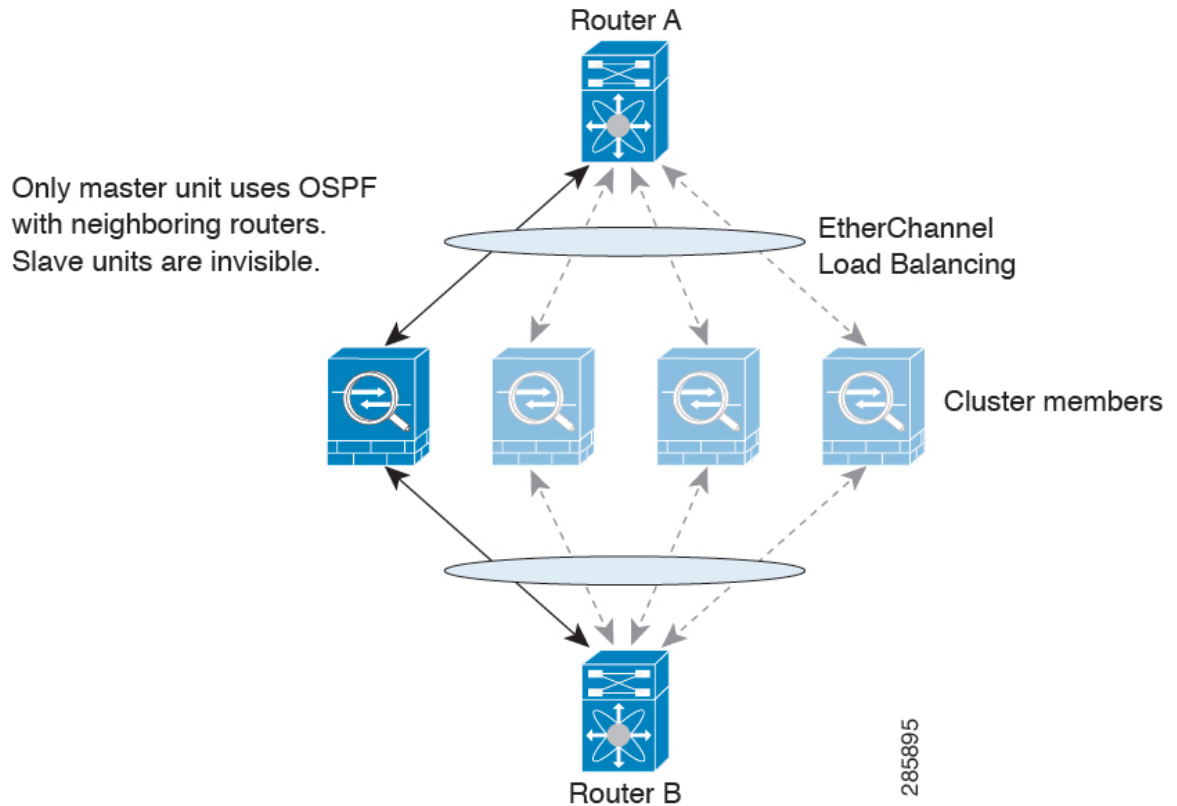 Router A
Only master unit uses OSPF
with neighboring routers.
Slave units are invisible.
EtherChannel
Load Balancing
Cluster members
Router B
285895